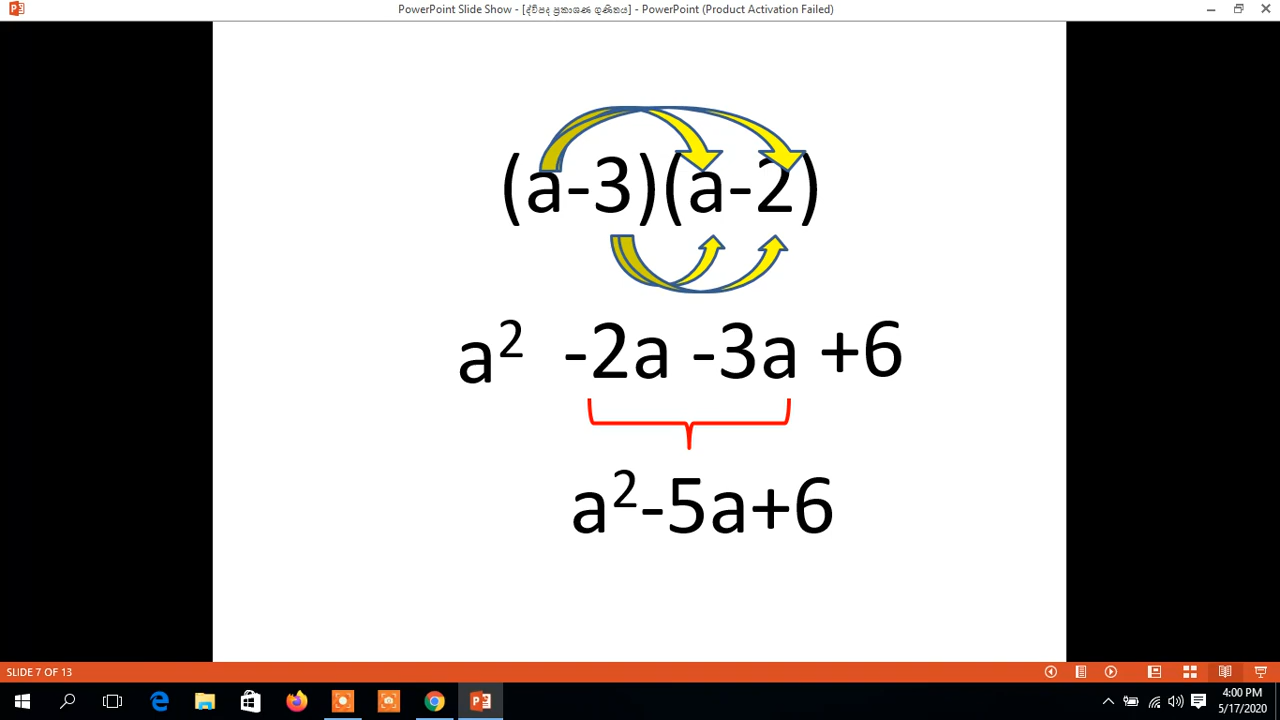 PowerPoint Slide Show - [ද්විපද ප්‍රකාශණ ගුණිතය] - PowerPoint (Product Activation Failed)
(a-3)(a-2)
a² -2a -3a +6
a²-5a+6
SLIDE 7 OF 13
4:00 PM
5/17/2020